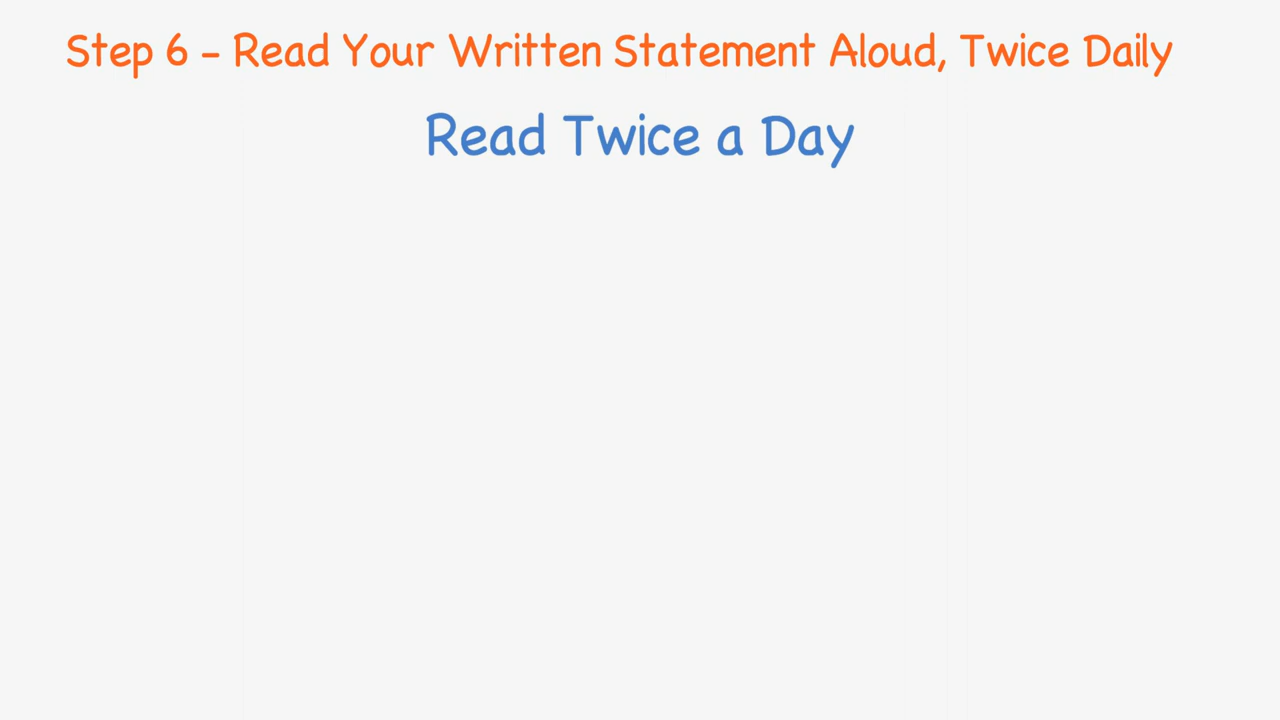 Step 6 - Read Your Written Statement Aloud, Twice Daily
Read Twice a Day